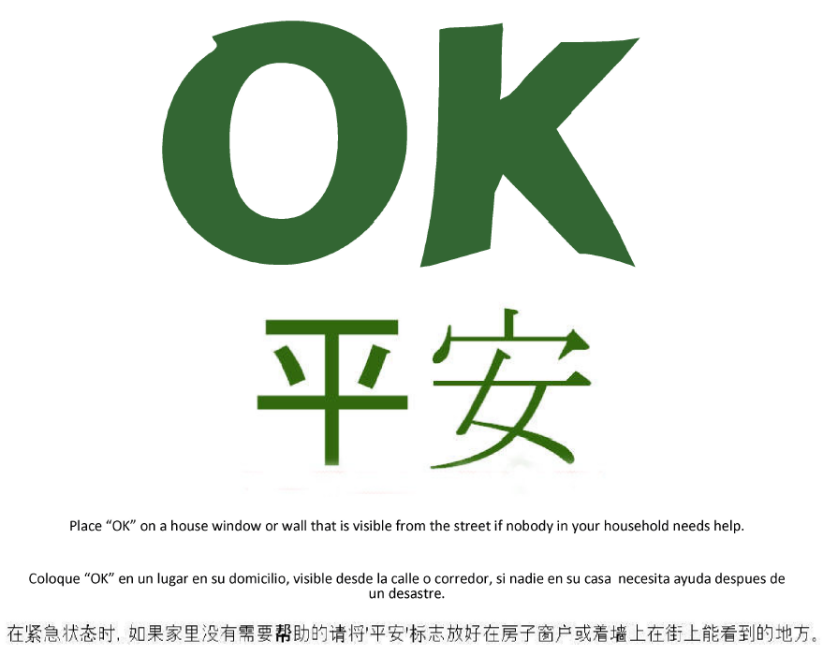 OK
平安
Place “OK” on a house window or wall that is visible from the street if nobody in your household needs help.
Coloque “OK” en un lugar en su domicilio, visible desde la calle o corredor, si nadie en su casa necesita ayuda despues de
un desastre.
在紧急状态时, 如果家里没有需要帮助的请将'平安'标志放好在房子窗户或着墙上在街上能看到的地方。